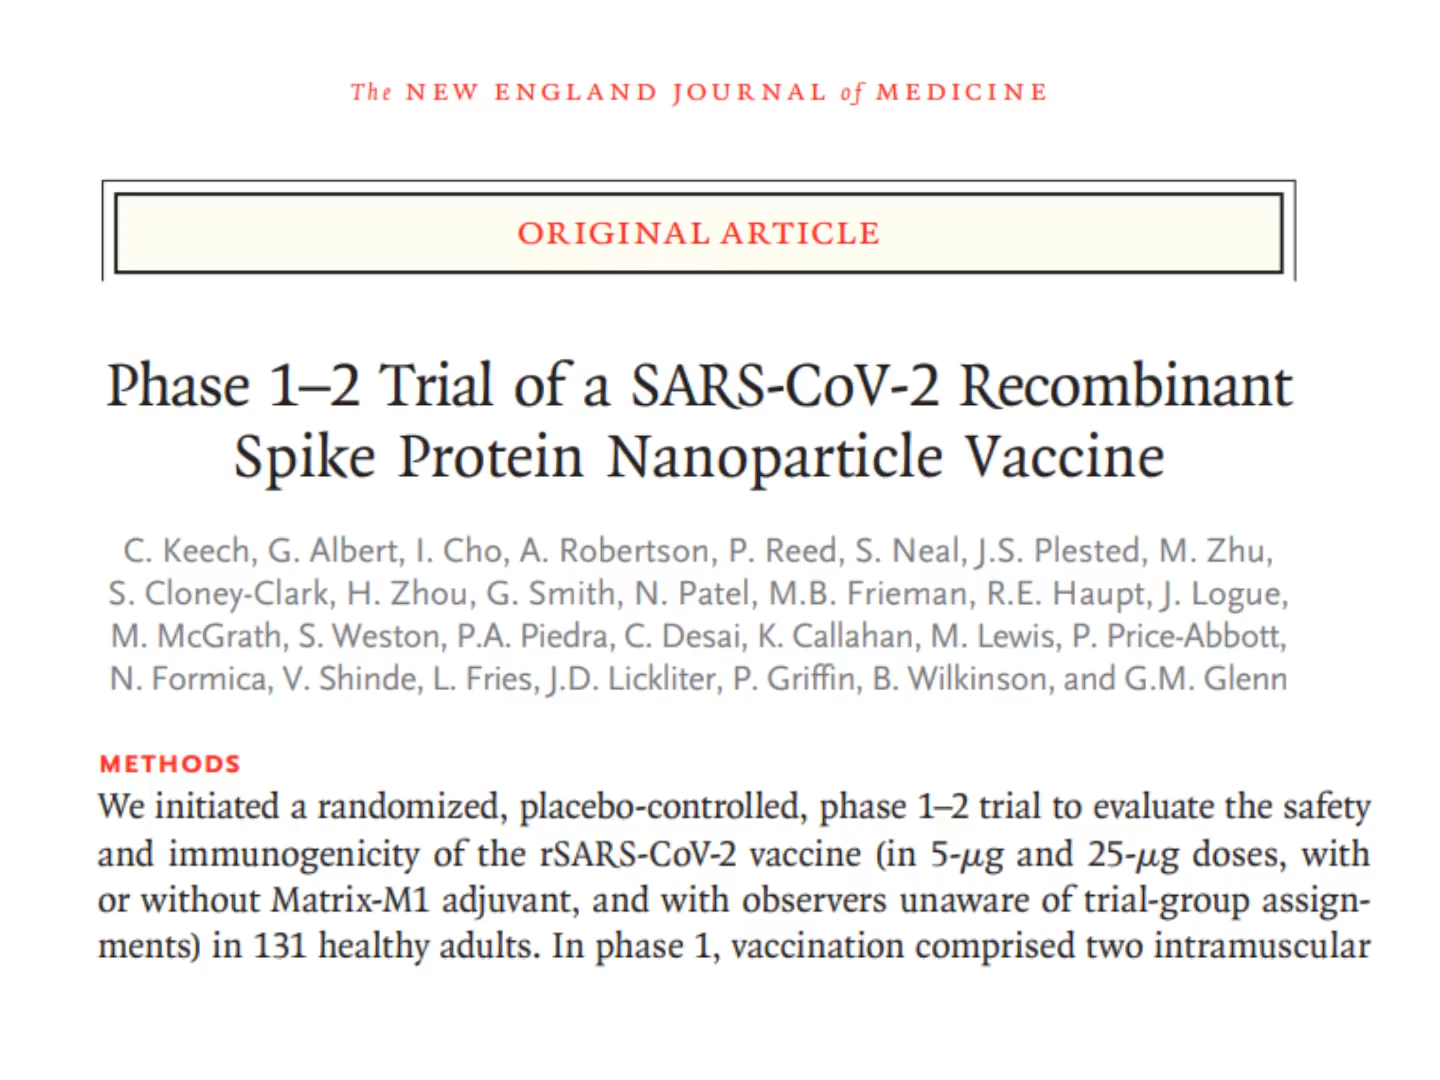 The NEW ENGLAND JOURNAL of MEDICINE
ORIGINAL ARTICLE
Phase 1–2 Trial of a SARS-CoV-2 Recombinant
Spike Protein Nanoparticle Vaccine
C. Keech, G. Albert, I. Cho, A. Robertson, P. Reed, S. Neal, J.S. Plested, M. Zhu,
S. Cloney-Clark, H. Zhou, G. Smith, N. Patel, M.B. Frieman, R.E. Haupt, J. Logue,
M. McGrath, S. Weston, P.A. Piedra, C. Desai, K. Callahan, M. Lewis, P. Price-Abbott,
N. Formica, V. Shinde, L. Fries, J.D. Lickliter, P. Griffin, B. Wilkinson, and G.M. Glenn
METHODS
We initiated a randomized, placebo-controlled, phase 1–2 trial to evaluate the safety
and immunogenicity of the rSARS-CoV-2 vaccine (in 5-μg and 25-μg doses, with
or without Matrix-M1 adjuvant, and with observers unaware of trial-group assign-
ments) in 131 healthy adults. In phase 1, vaccination comprised two intramuscular